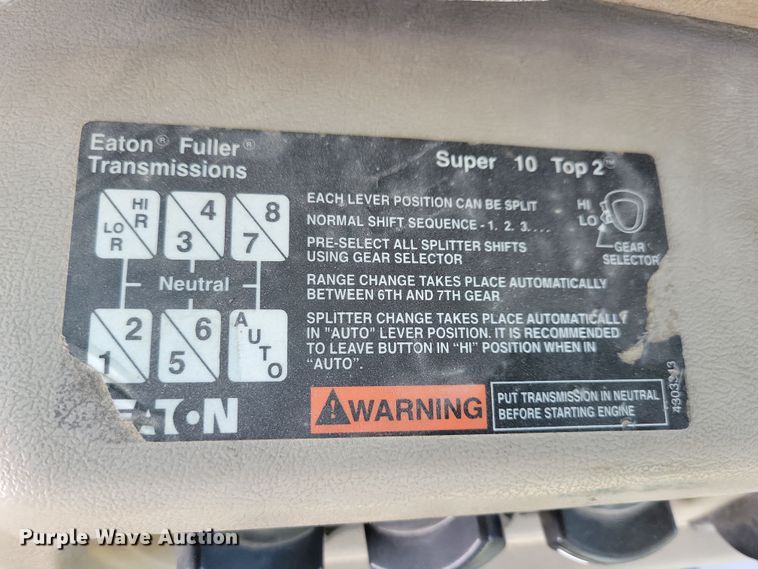 Eaton® Fuller®
Transmissions
Super 10 Top 2™
LO R HI R
3 4
7 8
Neutral
1 2
5 6
AUTO
EATON
EACH LEVER POSITION CAN BE SPLIT
NORMAL SHIFT SEQUENCE - 1. 2. 3. . . .
PRE-SELECT ALL SPLITTER SHIFTS
USING GEAR SELECTOR
RANGE CHANGE TAKES PLACE AUTOMATICALLY
BETWEEN 6TH AND 7TH GEAR.
SPLITTER CHANGE TAKES PLACE AUTOMATICALLY
IN "AUTO" LEVER POSITION. IT IS RECOMMENDED
TO LEAVE BUTTON IN "HI" POSITION WHEN IN
"AUTO".
HI
LO
GEAR
SELECTOR
WARNING
PUT TRANSMISSION IN NEUTRAL
BEFORE STARTING ENGINE
4303343
Purple Wave Auction